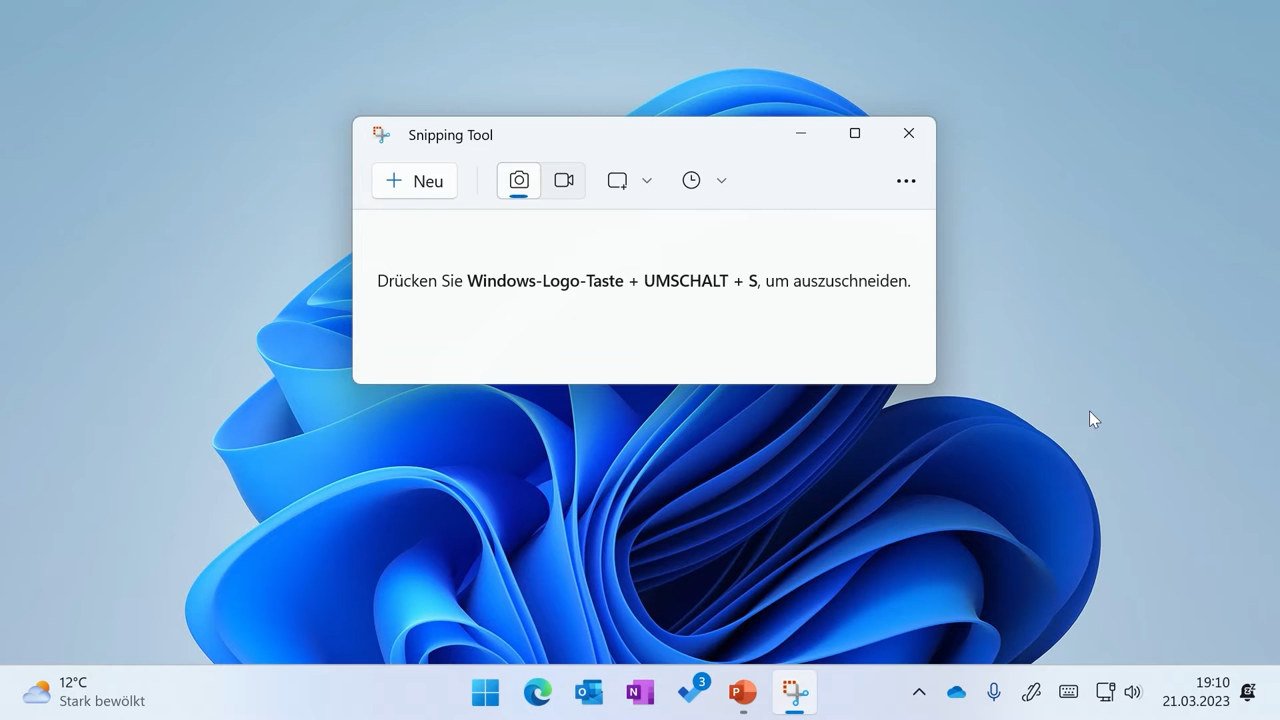 Snipping Tool
Neu
Drücken Sie Windows-Logo-Taste + UMSCHALT + S, um auszuschneiden.
12°C
Stark bewölkt
3
19:10
21.03.2023